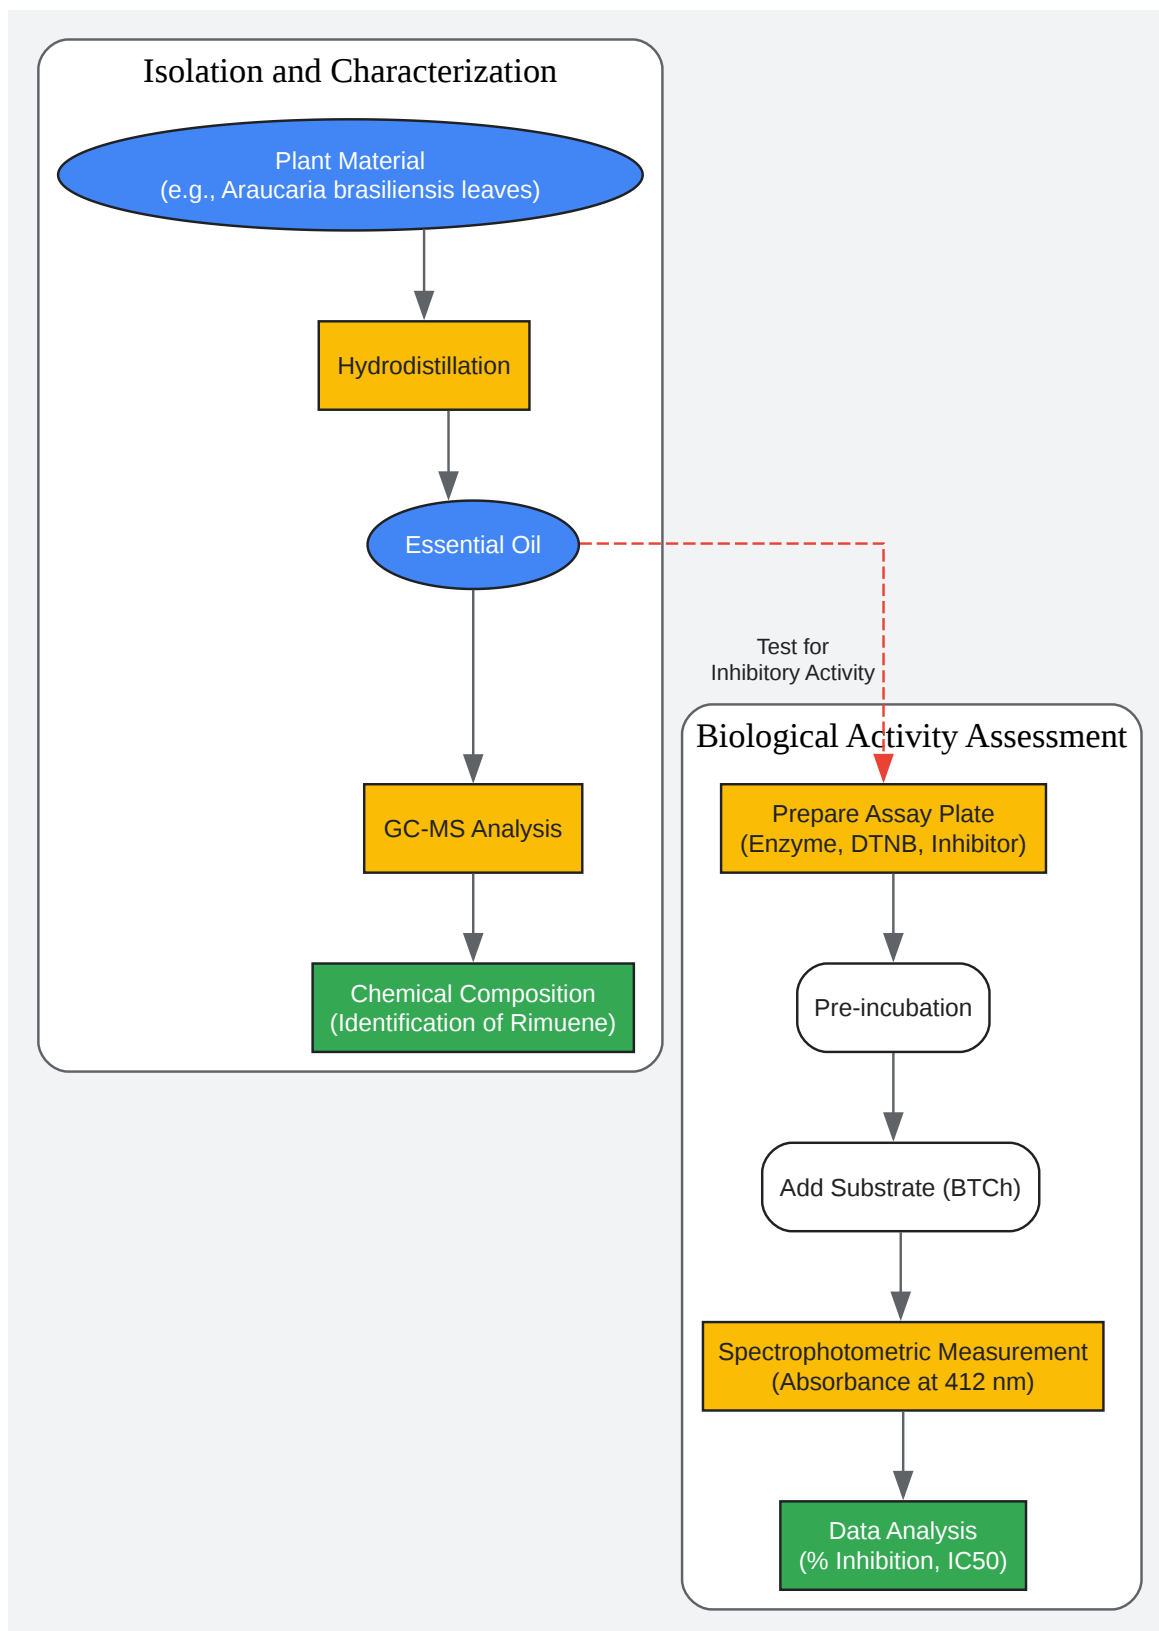 Isolation and Characterization
Plant Material
(e.g., Araucaria brasiliensis leaves)
Hydrodistillation
Essential Oil
GC-MS Analysis
Chemical Composition
(Identification of Rimuene)
Test for
Inhibitory Activity
Biological Activity Assessment
Prepare Assay Plate
(Enzyme, DTNB, Inhibitor)
Pre-incubation
Add Substrate (BTCh)
Spectrophotometric Measurement
(Absorbance at 412 nm)
Data Analysis
(% Inhibition, IC50)